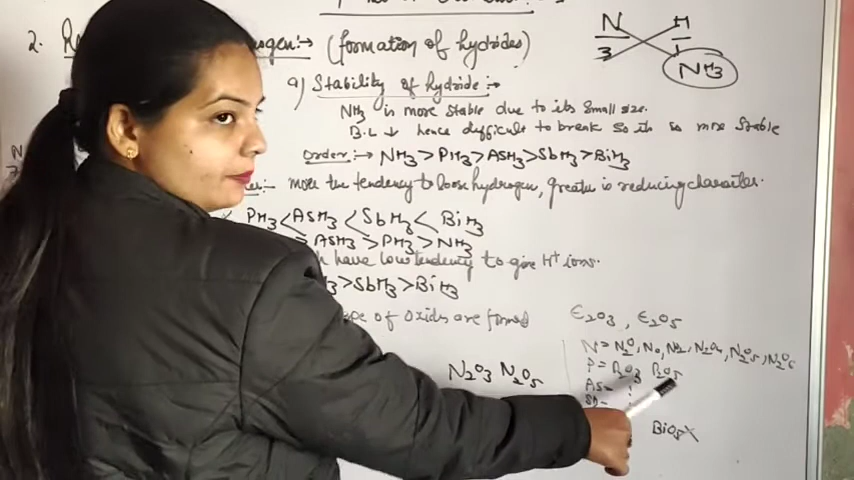 N H
3 1
NH3
2.
(formation of hydrides)
a) Stability of hydride :-
NH3 is more stable due to its small size.
B.L ↓ hence difficult to break so it is more stable
Order:→ NH3 > PH3 > ASH3 > SbH3 > BiH3
more the tendency to loose hydrogen, greater is reducing character.
PH3 < ASH3 < SbH3 < BiH3
> ASH3 > PH3 > NH3
have low tendency to give H+ ions.
3 > SbH3 > BiH3
ype of oxides are formed
E2O3 , E2O5
N = N2O, NO,
N2O5
N2O3 N2O5
P = P2O3 P2O5
AS =
Sb -
BiO5 X